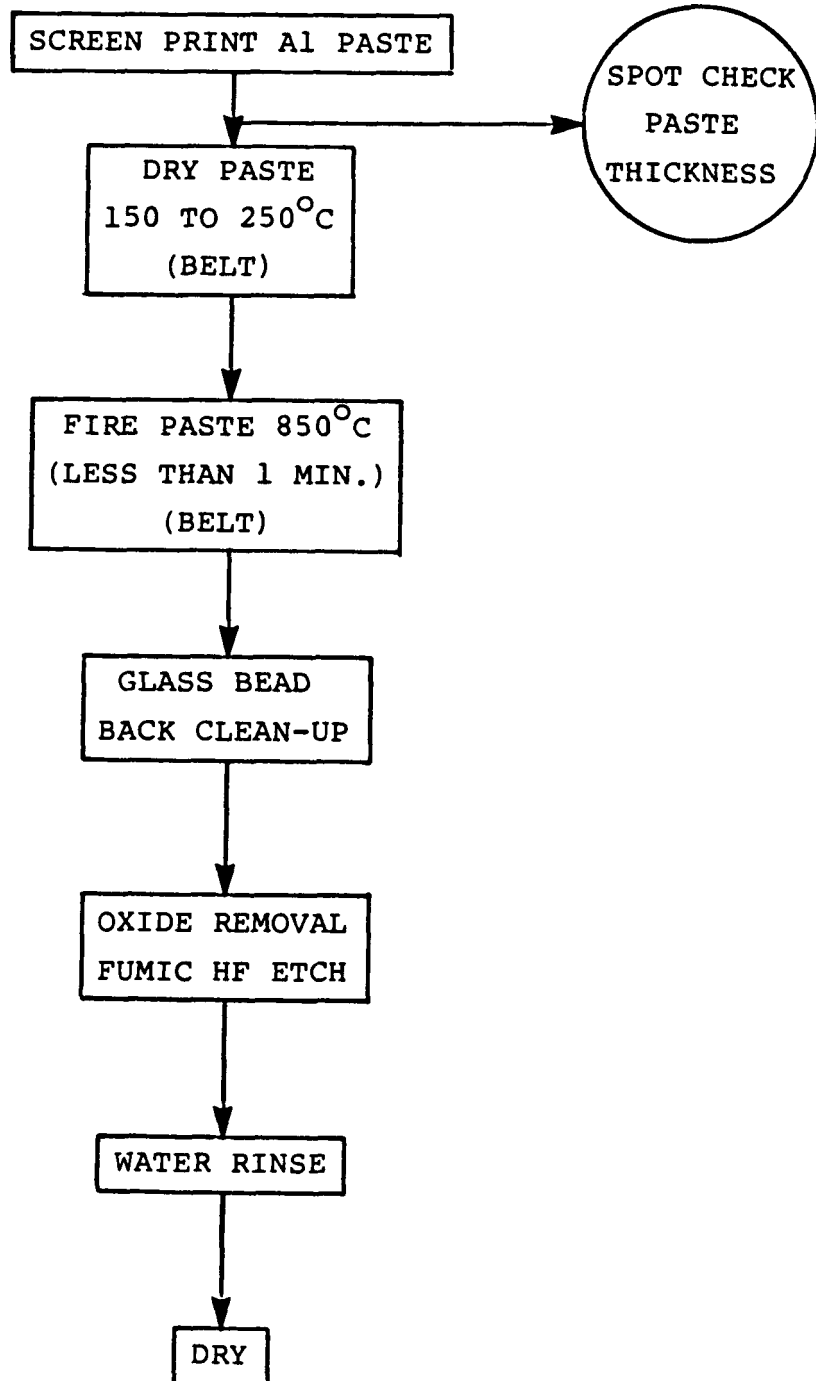 SCREEN PRINT Al PASTE
SPOT CHECK
PASTE
THICKNESS
DRY PASTE
150 TO 250°C
(BELT)
FIRE PASTE 850°C
(LESS THAN 1 MIN.)
(BELT)
GLASS BEAD
BACK CLEAN-UP
OXIDE REMOVAL
FUMIC HF ETCH
WATER RINSE
DRY